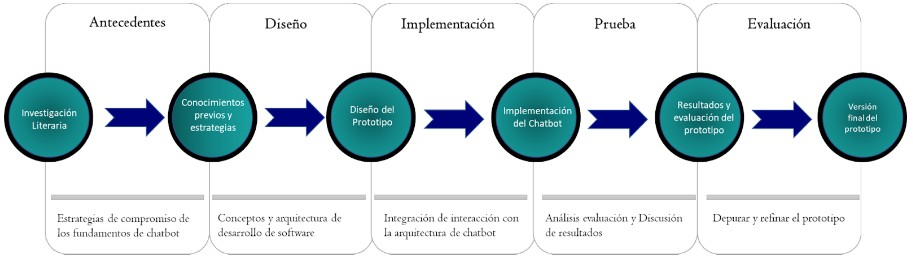 Antecedentes
Diseño
Implementación
Prueba
Evaluación
Investigación
Literaria
Conocimientos
previos y
estrategias
Diseño del
Prototipo
Implementación
del Chatbot
Resultados y
evaluación del
prototipo
Versión
final del
prototipo
Estrategias de compromiso de
los fundamentos de chatbot
Conceptos y arquitectura de
desarrollo de software
Integración de interacción con
la arquitectura de chatbot
Análisis evaluación y Discusión
de resultados
Depurar y refinar el prototipo